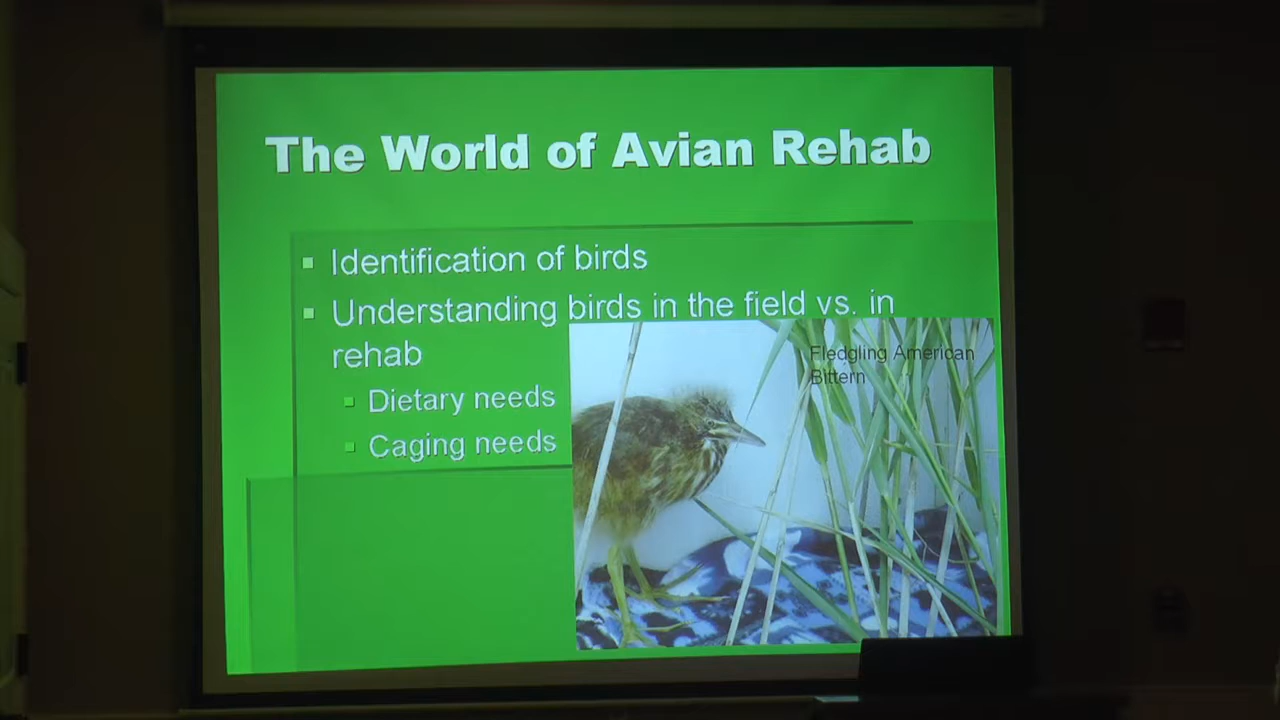 The World of Avian Rehab
Identification of birds
Understanding birds in the field vs. in
rehab
Dietary needs
Caging needs
Fledgling American
Bittern